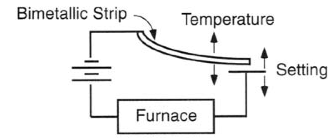 Bimetallic Strip
Temperature
Setting
Furnace